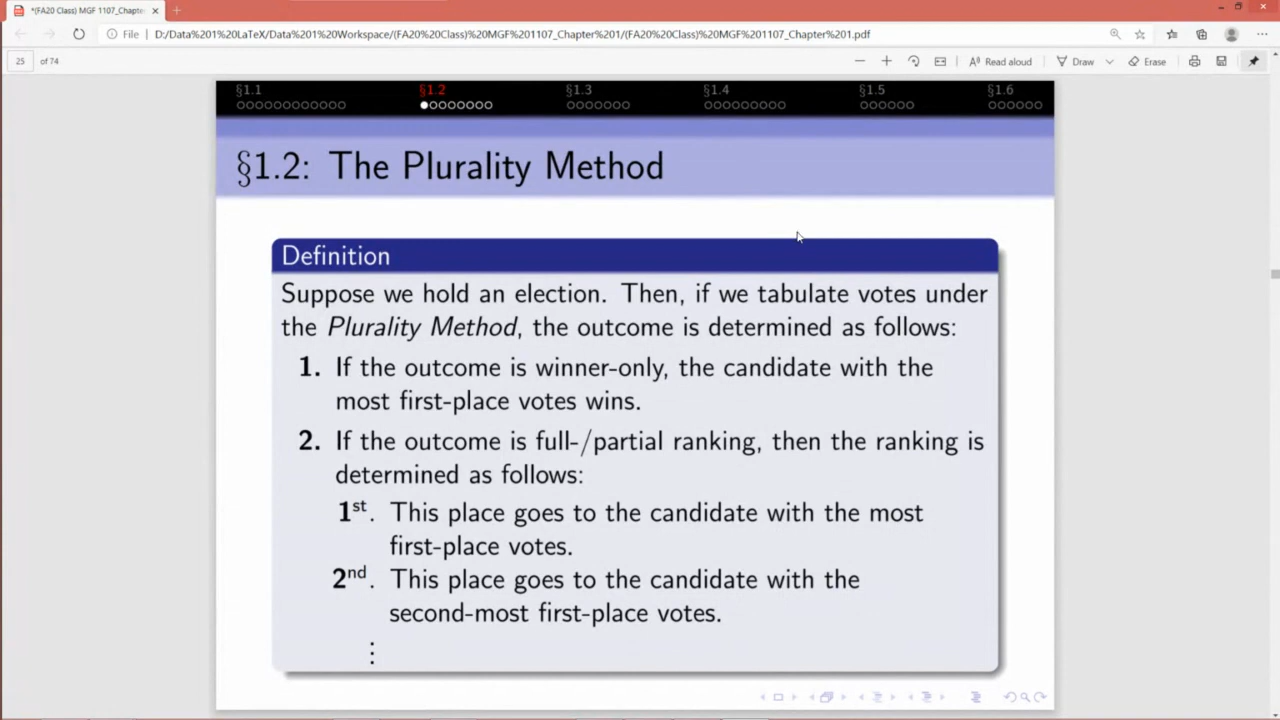 *(FA20 Class) MGF 1107_Chapte
File D:/Data%201%20LaTeX/Data%201%20Workspace/(FA20%20Class)%20MGF%201107_Chapter%201/(FA20%20Class)%20MGF%201107_Chapter%201.pdf
25 of 74 Read aloud Draw Erase
§1.1 §1.2 §1.3 §1.4 §1.5 §1.6
§1.2: The Plurality Method
Definition
Suppose we hold an election. Then, if we tabulate votes under
the Plurality Method, the outcome is determined as follows:
1. If the outcome is winner-only, the candidate with the
most first-place votes wins.
2. If the outcome is full-/partial ranking, then the ranking is
determined as follows:
1st. This place goes to the candidate with the most
first-place votes.
2nd. This place goes to the candidate with the
second-most first-place votes.
⋮